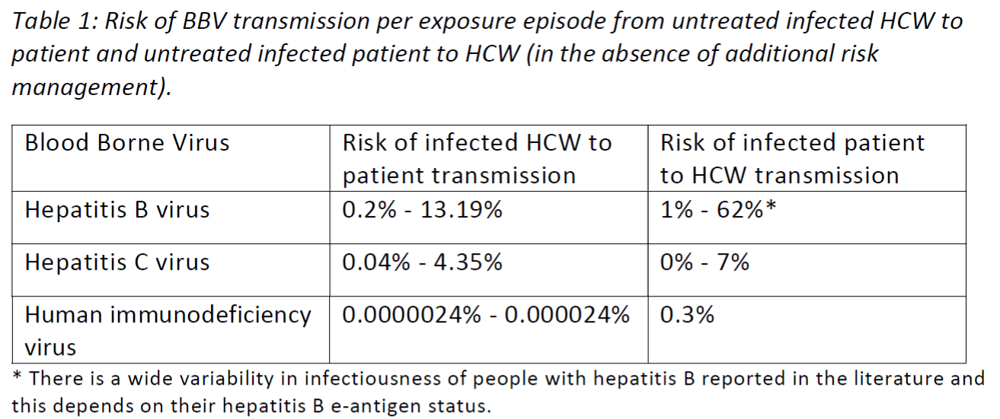 Table 1: Risk of BBV transmission per exposure episode from untreated infected HCW to
patient and untreated infected patient to HCW (in the absence of additional risk
management).
Blood Borne Virus
Risk of infected HCW to
patient transmission
Risk of infected patient
to HCW transmission
Hepatitis B virus
0.2% - 13.19%
1% - 62%*
Hepatitis C virus
0.04% - 4.35%
0% - 7%
Human immunodeficiency
virus
0.0000024% - 0.000024%
0.3%
* There is a wide variability in infectiousness of people with hepatitis B reported in the literature and
this depends on their hepatitis B e-antigen status.